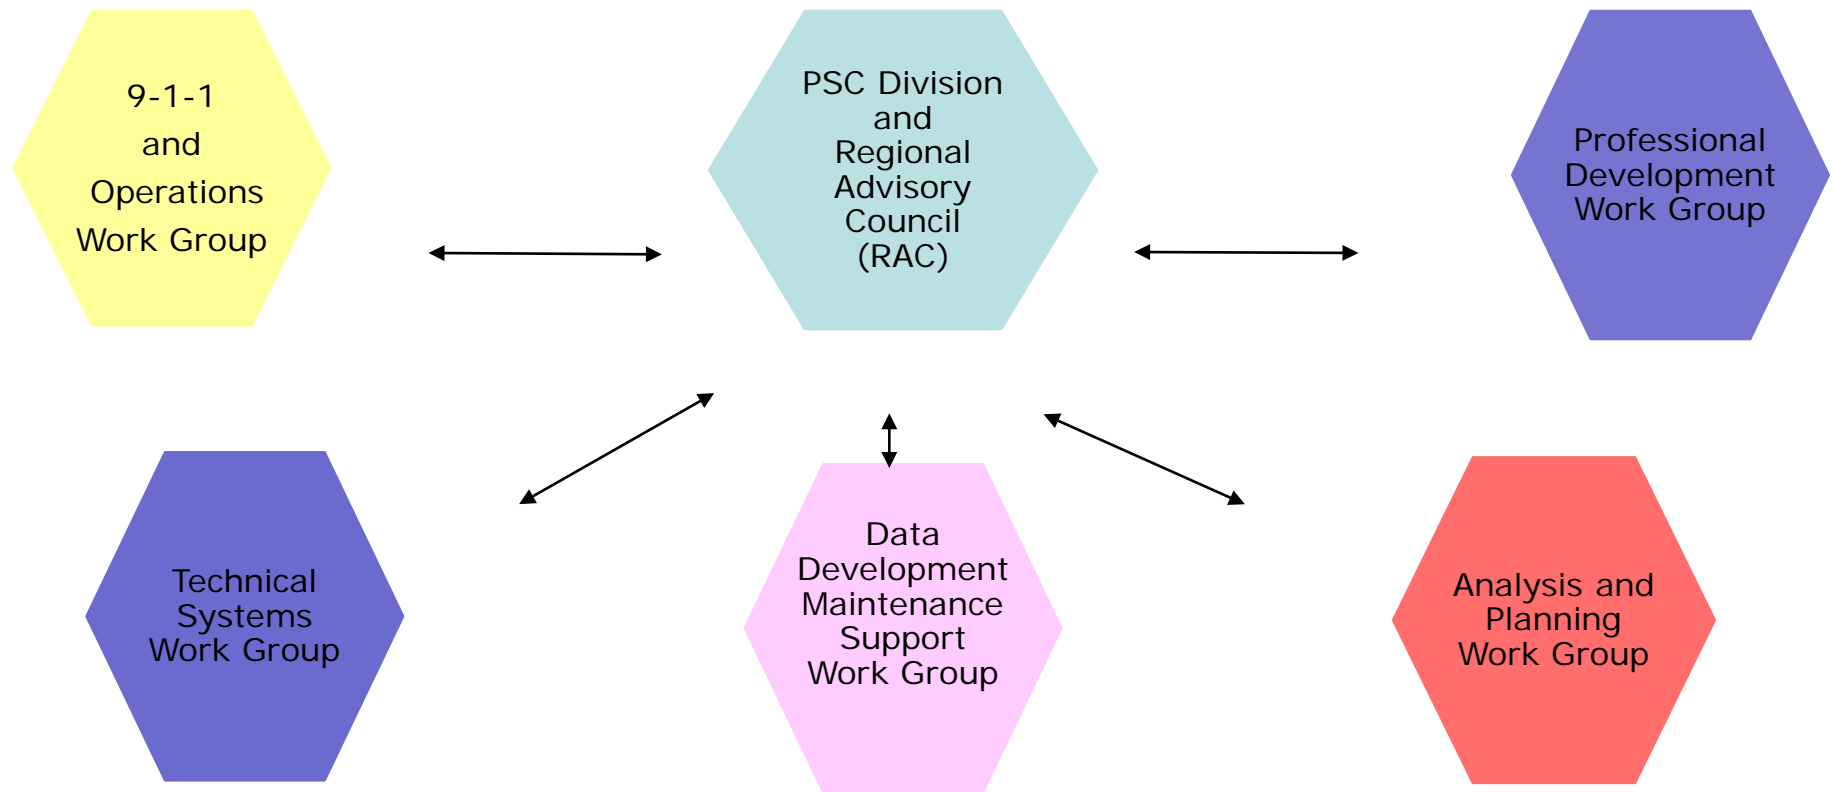 9-1-1
and
Operations
Work Group
PSC Division
and
Regional
Advisory
Council
(RAC)
Professional
Development
Work Group
Technical
Systems
Work Group
Data
Development
Maintenance
Support
Work Group
Analysis and
Planning
Work Group